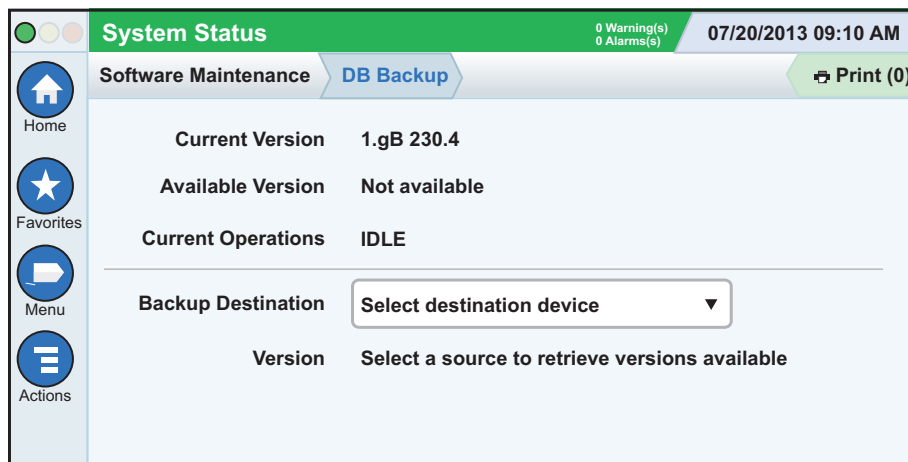 System Status
0 Warning(s)
0 Alarms(s)
07/20/2013 09:10 AM
Software Maintenance
DB Backup
Print (0)
Home
Favorites
Menu
Actions
Current Version 1.gB 230.4
Available Version Not available
Current Operations IDLE
Backup Destination Select destination device
Version Select a source to retrieve versions available